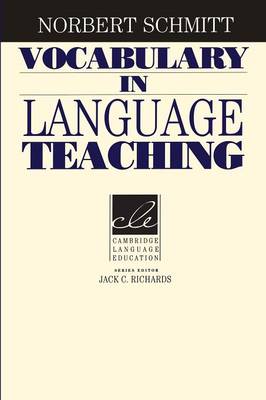 NORBERT SCHMITT
VOCABULARY
IN
LANGUAGE
TEACHING
cle
CAMBRIDGE
LANGUAGE
EDUCATION
SERIES EDITOR
JACK C. RICHARDS